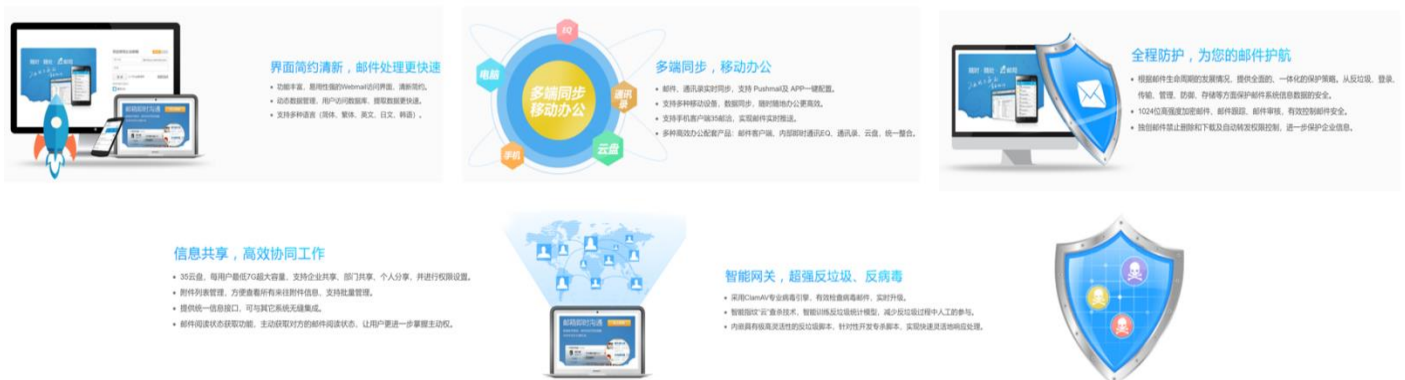 界面简约清新，邮件处理更快速
功能丰富、易用性强的Webmail访问界面，清新简约。
动态数据管理，用户访问数据库，提取数据更快速。
支持多种语言（简体、繁体、英文、日文、韩语）。
邮箱即时沟通
EQ
电脑
通讯录
多端同步
移动办公
手机
云盘
多端同步，移动办公
邮件、通讯录实时同步，支持 Pushmail及 APP一键配置。
支持多种移动设备，数据同步，随时随地办公更高效。
支持手机客户端35邮洽，实现邮件实时推送。
多种高效办公配套产品：邮件客户端、内部即时通讯EQ、通讯录、云盘，统一整合。
全程防护，为您的邮件护航
根据邮件生命周期的发展情况，提供全面的、一体化的保护策略。从反垃圾、登录、
传输、管理、防御、存储等方面保护邮件系统信息数据的安全。
1024位高强度加密邮件、邮件跟踪、邮件审核，有效控制邮件安全。
独创邮件禁止删除和下载及自动转发权限控制，进一步保护企业信息。
信息共享，高效协同工作
35云盘，每用户最低7G超大容量，支持企业共享、部门共享、个人分享，并进行权限设置。
附件列表管理，方便查看所有来往附件信息，支持批量管理。
提供统一信息接口，可与其它系统无缝集成。
邮件阅读状态获取功能，主动获取对方的邮件阅读状态，让用户更进一步掌握主动权。
邮箱即时沟通
智能网关，超强反垃圾、反病毒
采用ClamAV专业病毒引擎，有效检查病毒邮件，实时升级。
智能指纹“云”查杀技术，智能训练反垃圾统计模型，减少反垃圾过程中人工的参与。
内嵌具有极高灵活性的反垃圾脚本，针对性开发专杀脚本，实现快速灵活地响应处理。